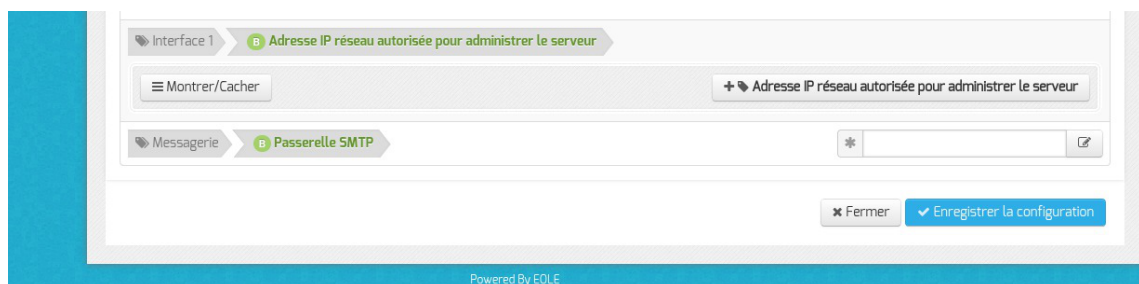 Interface 1 B Adresse IP réseau autorisée pour administrer le serveur
Montrer/Cacher + Adresse IP réseau autorisée pour administrer le serveur
Messagerie B Passerelle SMTP *
Fermer Enregistrer la configuration
Powered By EOLE